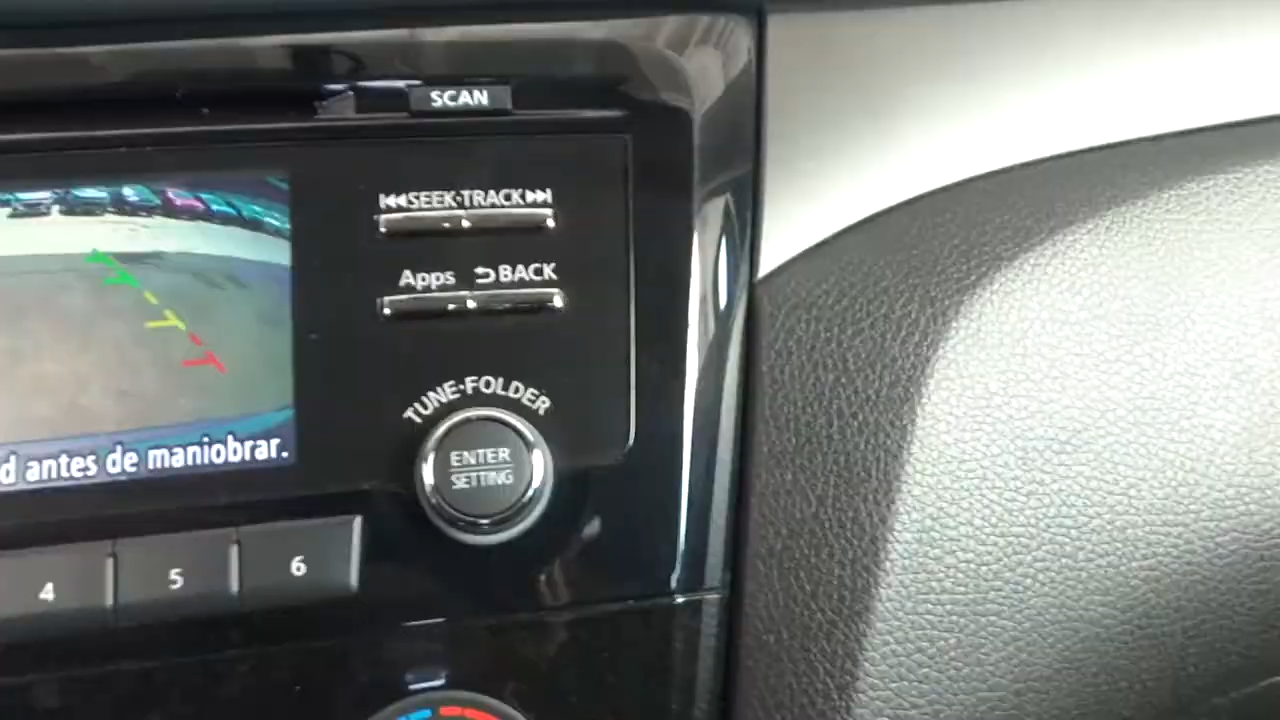 SCAN
SEEK·TRACK
Apps BACK
TUNE·FOLDER
ENTER
SETTING
d antes de maniobrar.
4 5 6